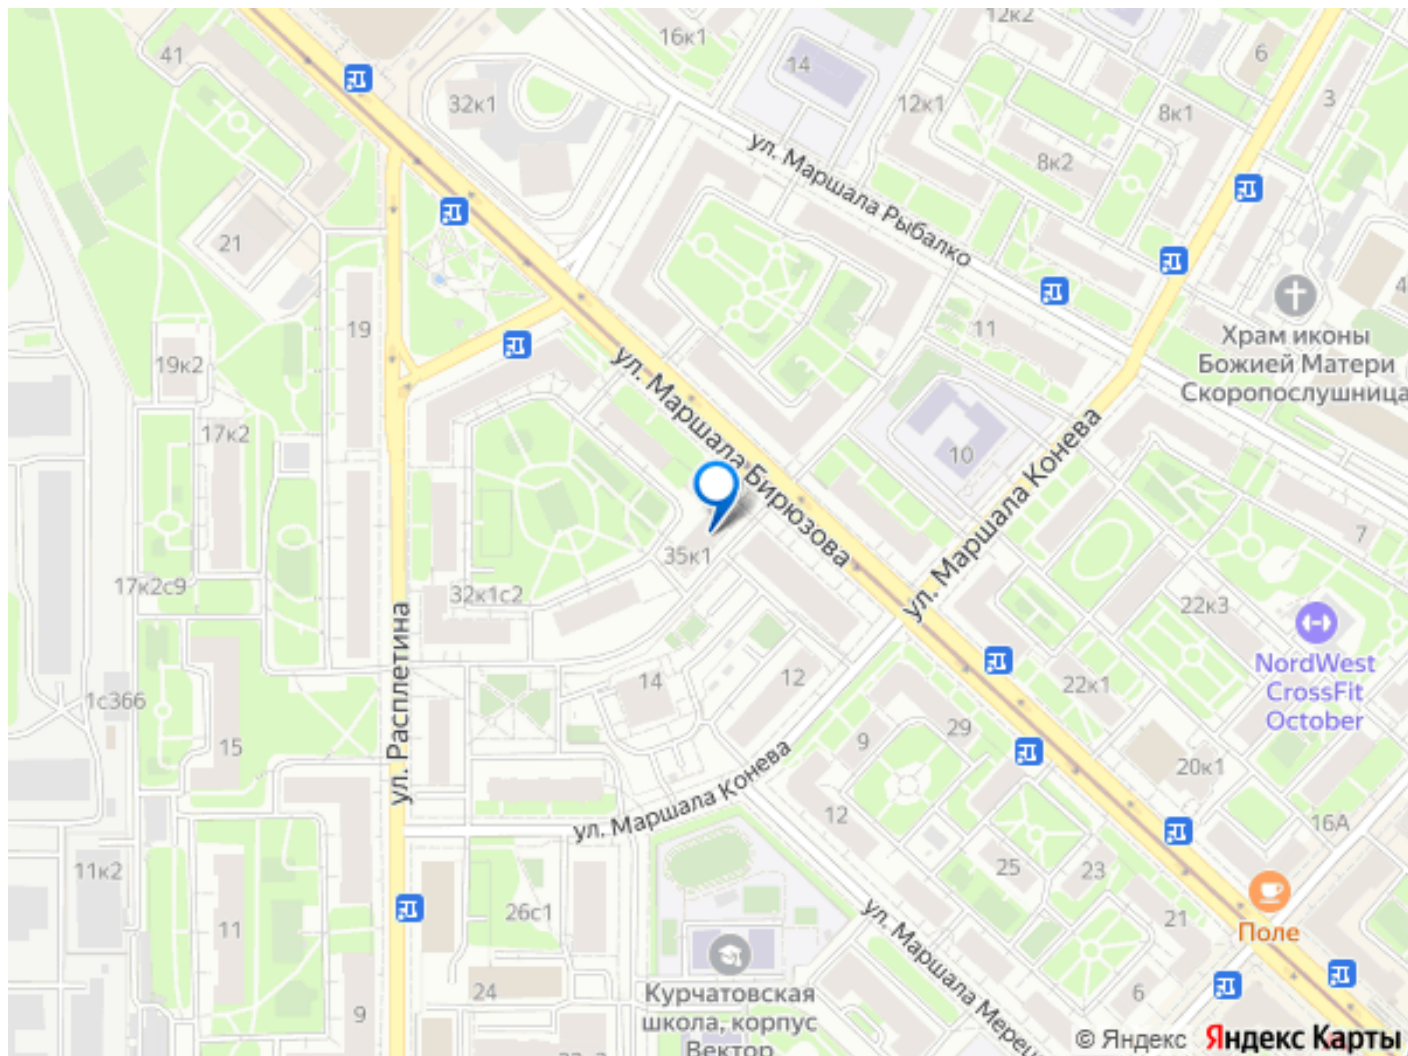 12к2
16к1
41
14
6
32к1
12к1
8к1
3
8к2
ул. Маршала Рыбалко
21
4
19
11
Храм иконы
Божией Матери
Скоропослушница
19к2
ул. Маршала Бирюзова
17к2
10
ул. Маршала Конева
7
35к1
17к2с9
32к1с2
22к3
ул. Расплетина
NordWest
CrossFit
October
14
12
22к1
1с366
29
15
9
20к1
ул. Маршала Конева
12
16А
11к2
25
23
26с1
11
21
ул. Маршала Мерец
Поле
24
6
9
Курчатовская
школа, корпус
Вектор
© Яндекс Яндекс Карты